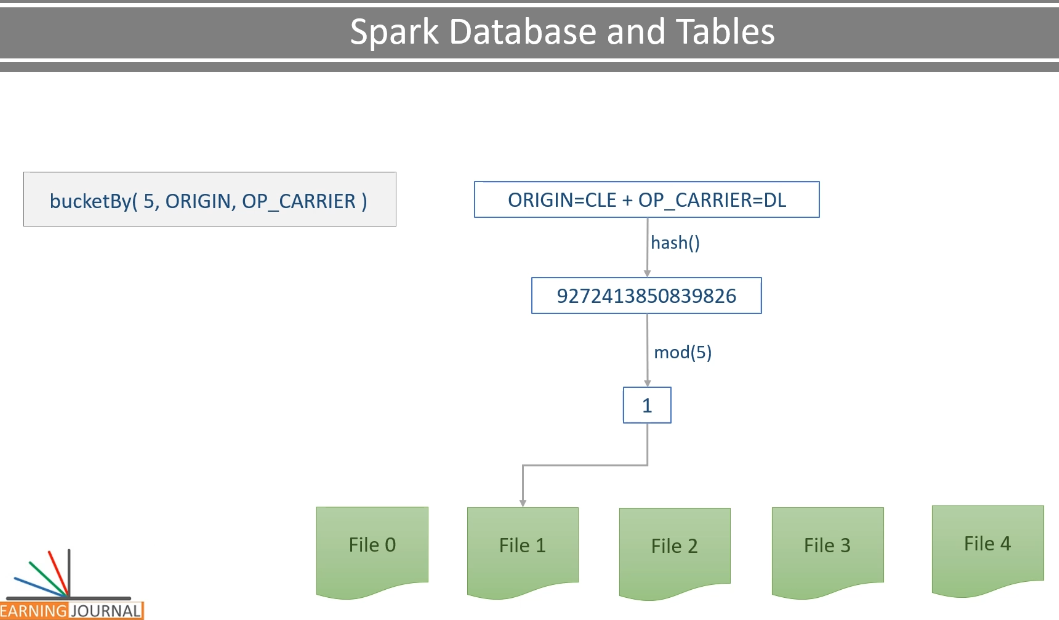 Spark Database and Tables
bucketBy( 5, ORIGIN, OP_CARRIER )
ORIGIN=CLE + OP_CARRIER=DL
hash()
9272413850839826
mod(5)
1
File 0
File 1
File 2
File 3
File 4
EARNING JOURNAL